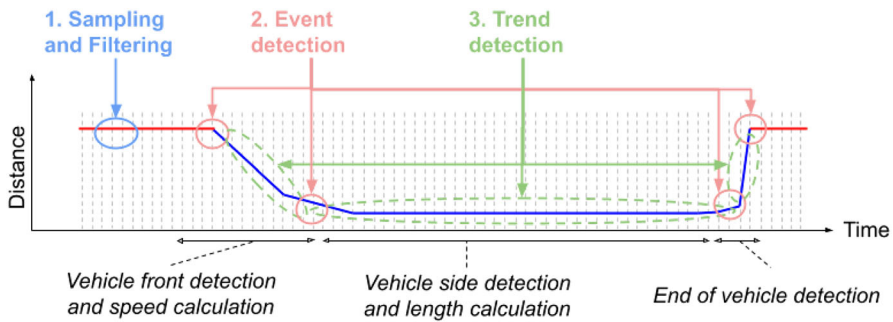 1. Sampling
and Filtering
2. Event
detection
3. Trend
detection
Distance
Time
Vehicle front detection
and speed calculation
Vehicle side detection
and length calculation
End of vehicle detection